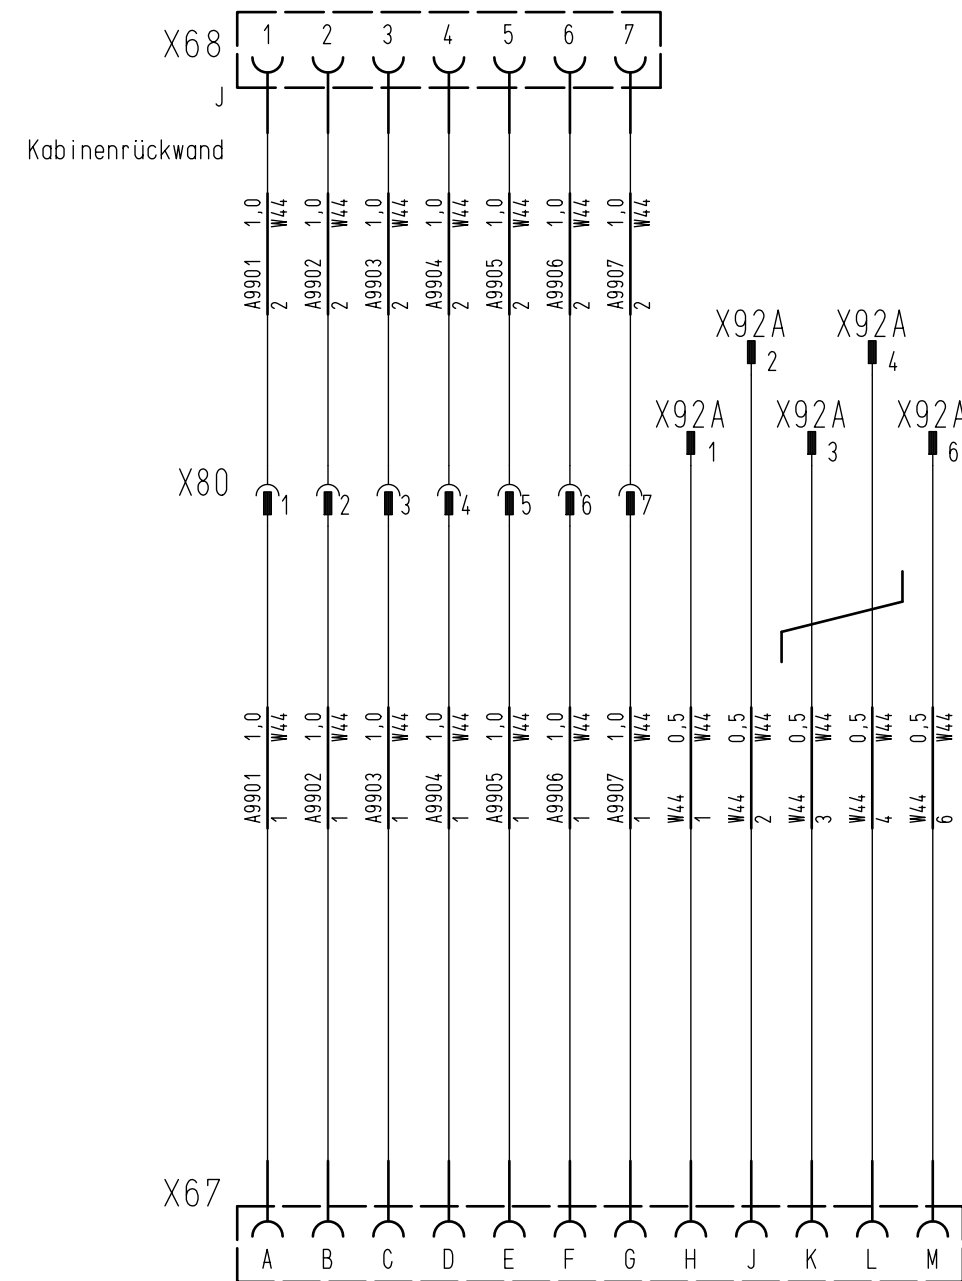 X68 1 2 3 4 5 6 7
J
Kabinenrückwand
1,0 W44 1,0 W44 1,0 W44 1,0 W44 1,0 W44 1,0 W44 1,0 W44
A9901 2 A9902 2 A9903 2 A9904 2 A9905 2 A9906 2 A9907 2
X92A X92A
2 4
X92A X92A X92A
1 3 6
X80 1 2 3 4 5 6 7
1,0 W44 1,0 W44 1,0 W44 1,0 W44 1,0 W44 1,0 W44 1,0 W44 0,5 W44 0,5 W44 0,5 W44 0,5 W44 0,5 W44
A9901 1 A9902 1 A9903 1 A9904 1 A9905 1 A9906 1 A9907 1 W44 1 W44 2 W44 3 W44 4 W44 6
X67
A B C D E F G H J K L M